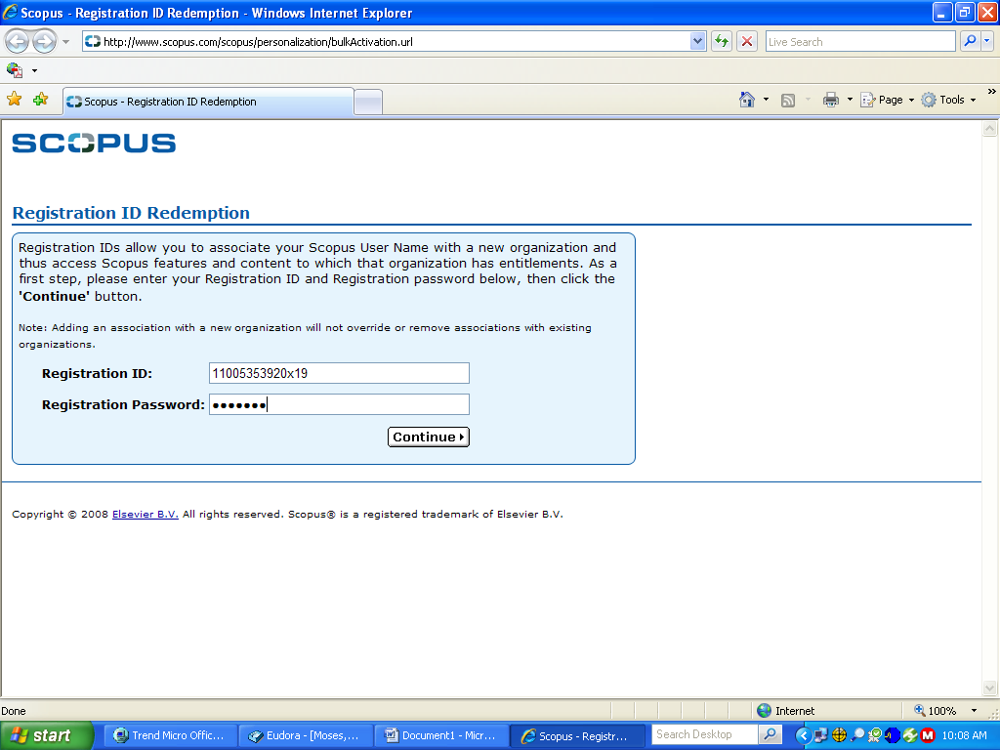 Scopus - Registration ID Redemption - Windows Internet Explorer
http://www.scopus.com/scopus/personalization/bulkActivation.url
Live Search
Scopus - Registration ID Redemption
Page
Tools
SCOPUS
Registration ID Redemption
Registration IDs allow you to associate your Scopus User Name with a new organization and
thus access Scopus features and content to which that organization has entitlements. As a
first step, please enter your Registration ID and Registration password below, then click the
'Continue' button.
Note: Adding an association with a new organization will not override or remove associations with existing
organizations.
Registration ID: 11005353920x19
Registration Password: •••••••
Continue
Copyright © 2008 Elsevier B.V. All rights reserved. Scopus® is a registered trademark of Elsevier B.V.
Done
Internet
100%
start
Trend Micro Offic...
Eudora - [Moses,...
Document1 - Micr...
Scopus - Registr...
Search Desktop
10:08 AM